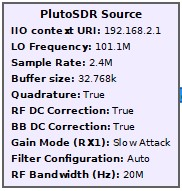 PlutoSDR Source
IIO context URI: 192.168.2.1
LO Frequency: 101.1M
Sample Rate: 2.4M
Buffer size: 32.768k
Quadrature: True
RF DC Correction: True
BB DC Correction: True
Gain Mode (RX1): Slow Attack
Filter Configuration: Auto
RF Bandwidth (Hz): 20M